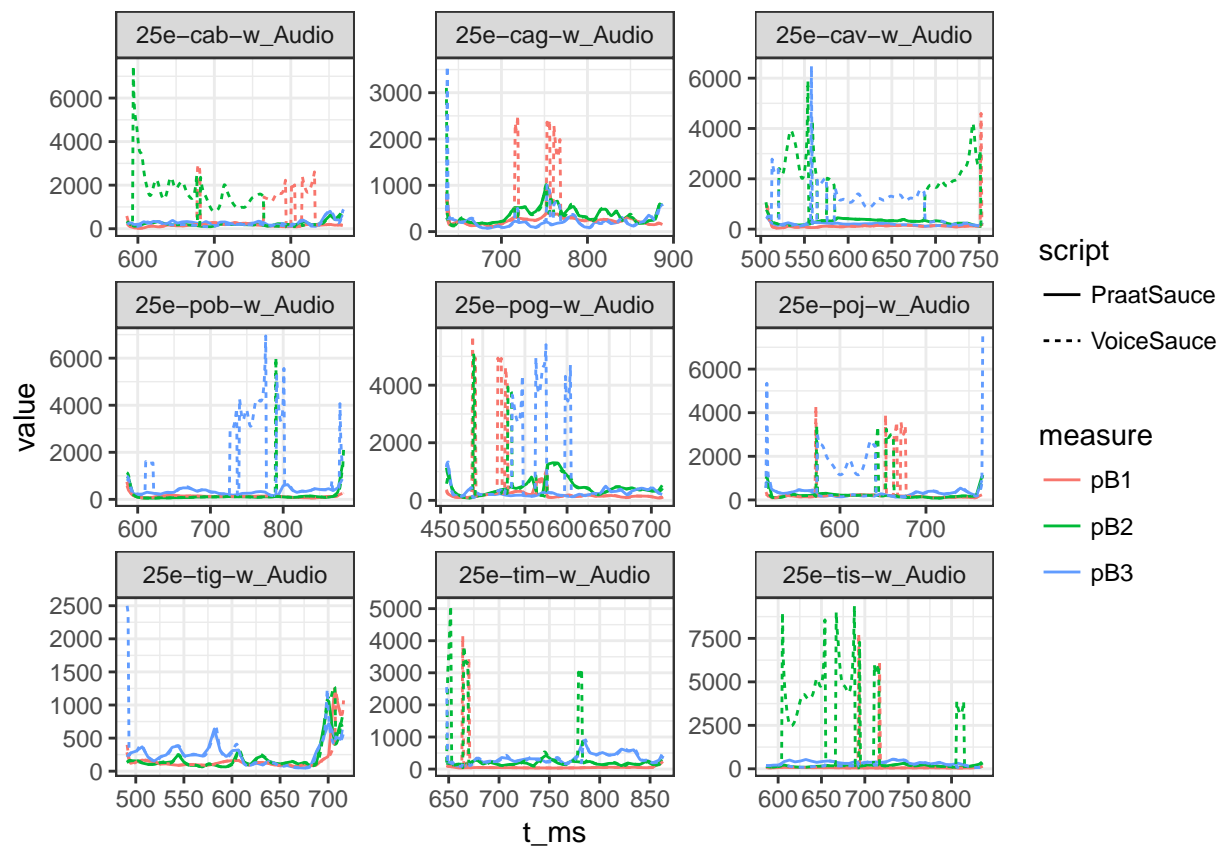 25e−cab−w_Audio 25e−cag−w_Audio 25e−cav−w_Audio
6000
4000
2000
0
600 700 800
3000
2000
1000
0
700 800 900
6000
4000
2000
0
500 550 600 650 700 750
25e−pob−w_Audio 25e−pog−w_Audio 25e−poj−w_Audio
6000
4000
2000
0
600 700 800
4000
2000
0
450 500 550 600 650 700
6000
4000
2000
0
600 700
25e−tig−w_Audio 25e−tim−w_Audio 25e−tis−w_Audio
2500
2000
1500
1000
500
0
500 550 600 650 700
5000
4000
3000
2000
1000
0
650 700 750 800 850
7500
5000
2500
0
600 650 700 750 800
value
t_ms
script
PraatSauce
VoiceSauce
measure
pB1
pB2
pB3